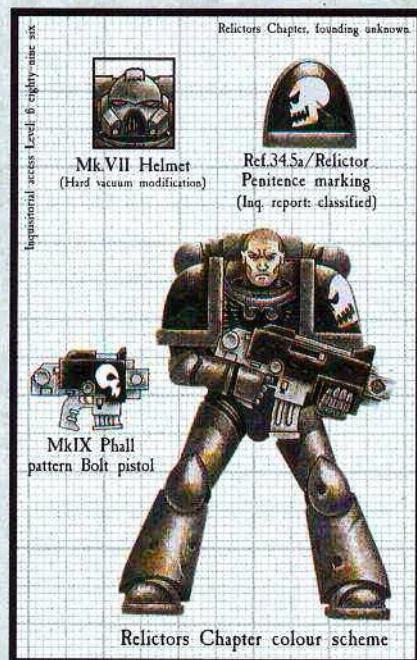 Relictors Chapter, founding unknown.
Inquisitorial access Level: 6 eighty-nine six
Mk.VII Helmet
(Hard vacuum modification)
Ref.34.5a/Relictor
Penitence marking
(Inq. report: classified)
MkIX Phall
pattern Bolt pistol
Relictors Chapter colour scheme